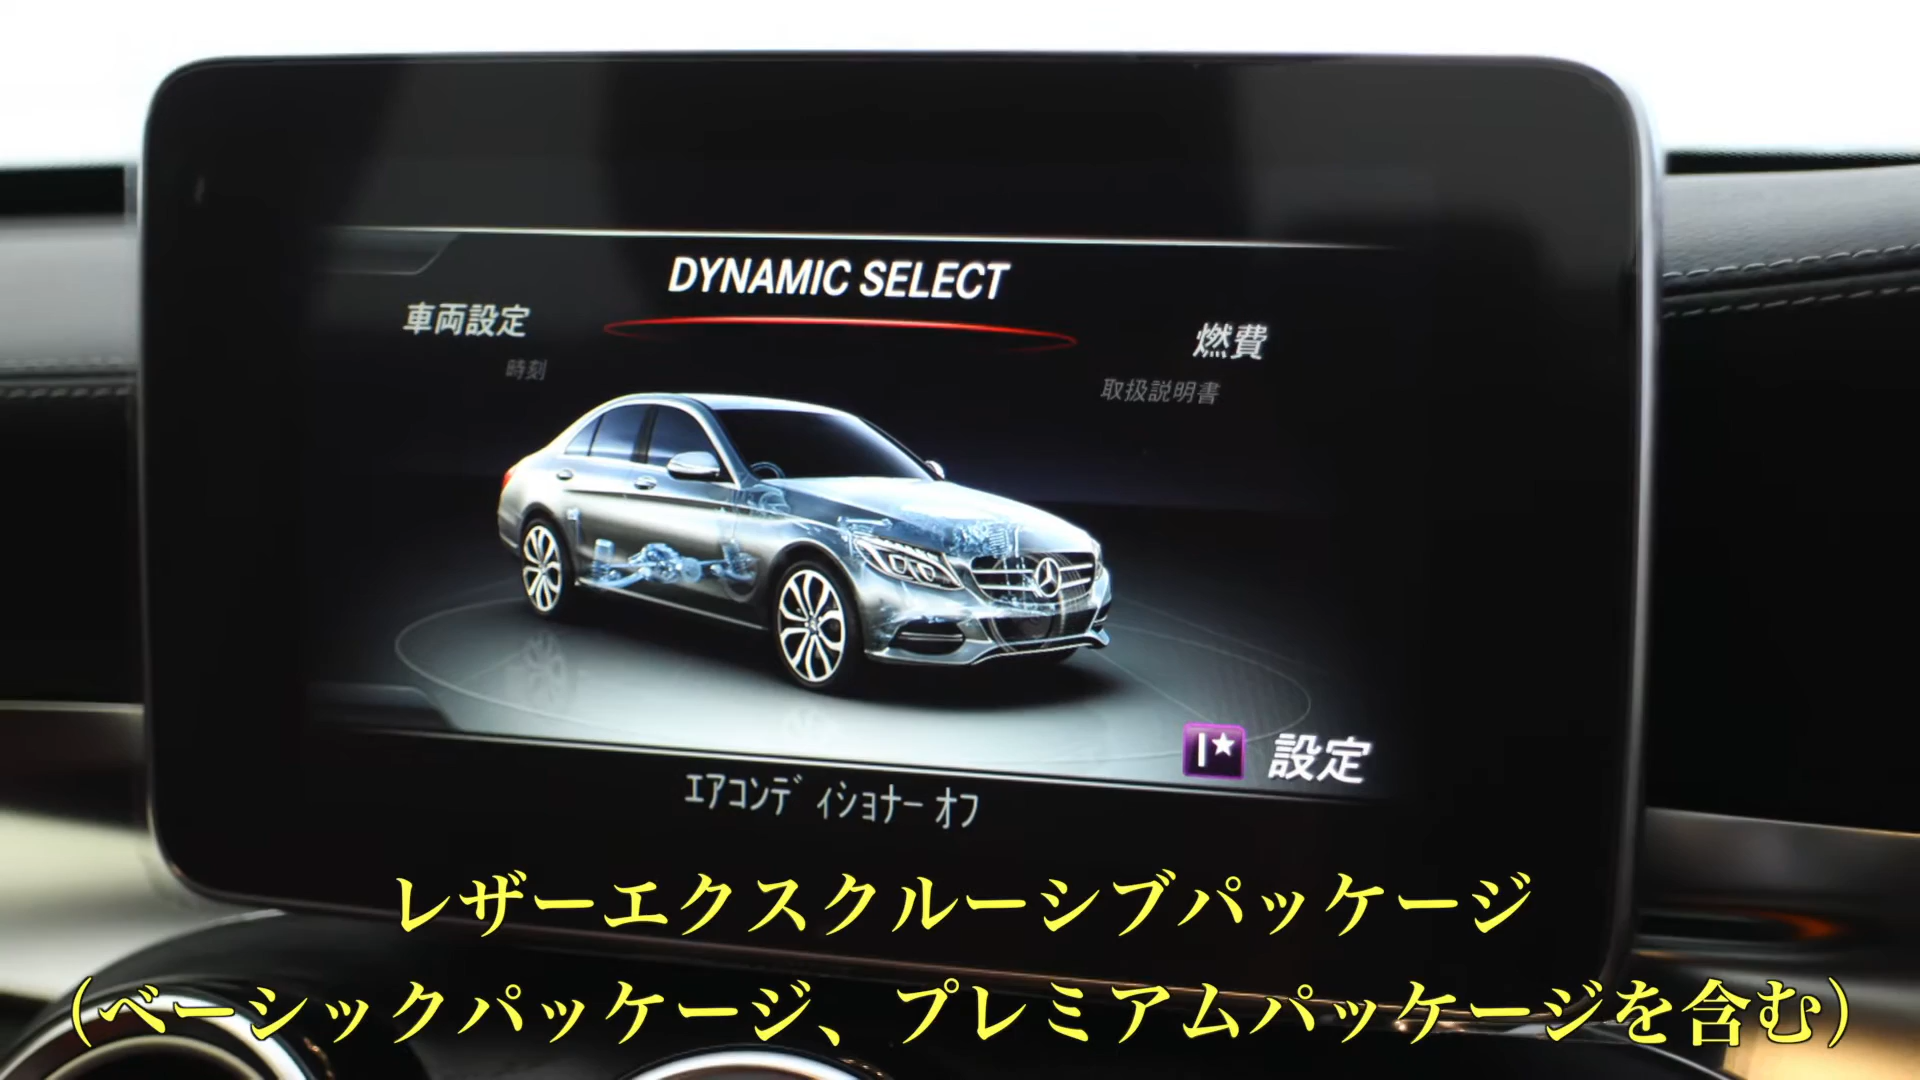 DYNAMIC SELECT
車両設定
燃費
時刻
取扱説明書
設定
ｴｱｺﾝﾃﾞｨｼｮﾅｰ ｵﾌ
レザーエクスクルーシブパッケージ
（ベーシックパッケージ、プレミアムパッケージを含む）